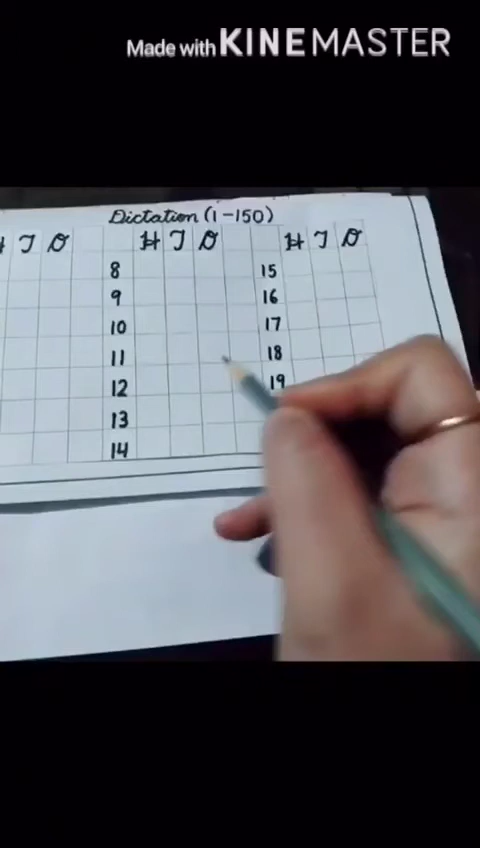 Made with KINEMASTER
Dictation (1-150)
H T O H T O H T O
8 15
9 16
10 17
11 18
12 19
13
14